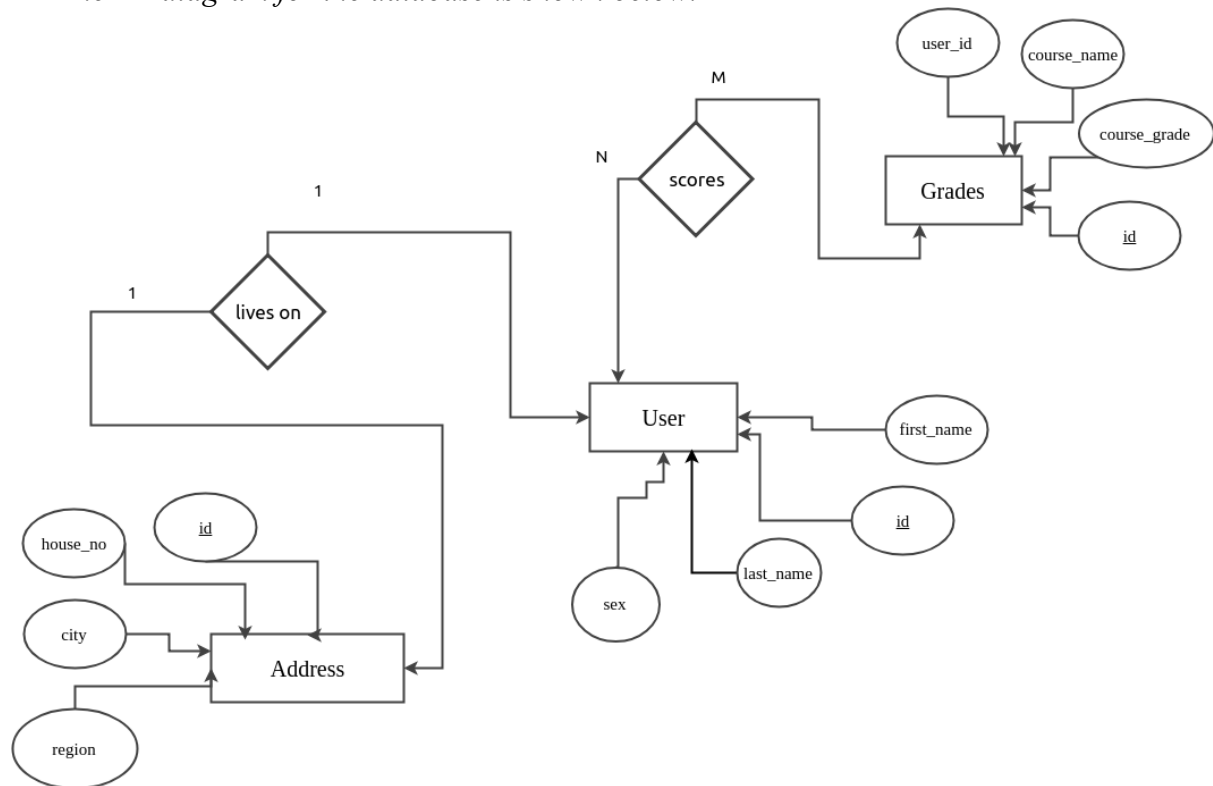 user_id
course_name
M
course_grade
N
scores
Grades
1
id
1
lives on
User
first_name
id
id
house_no
last_name
sex
city
Address
region